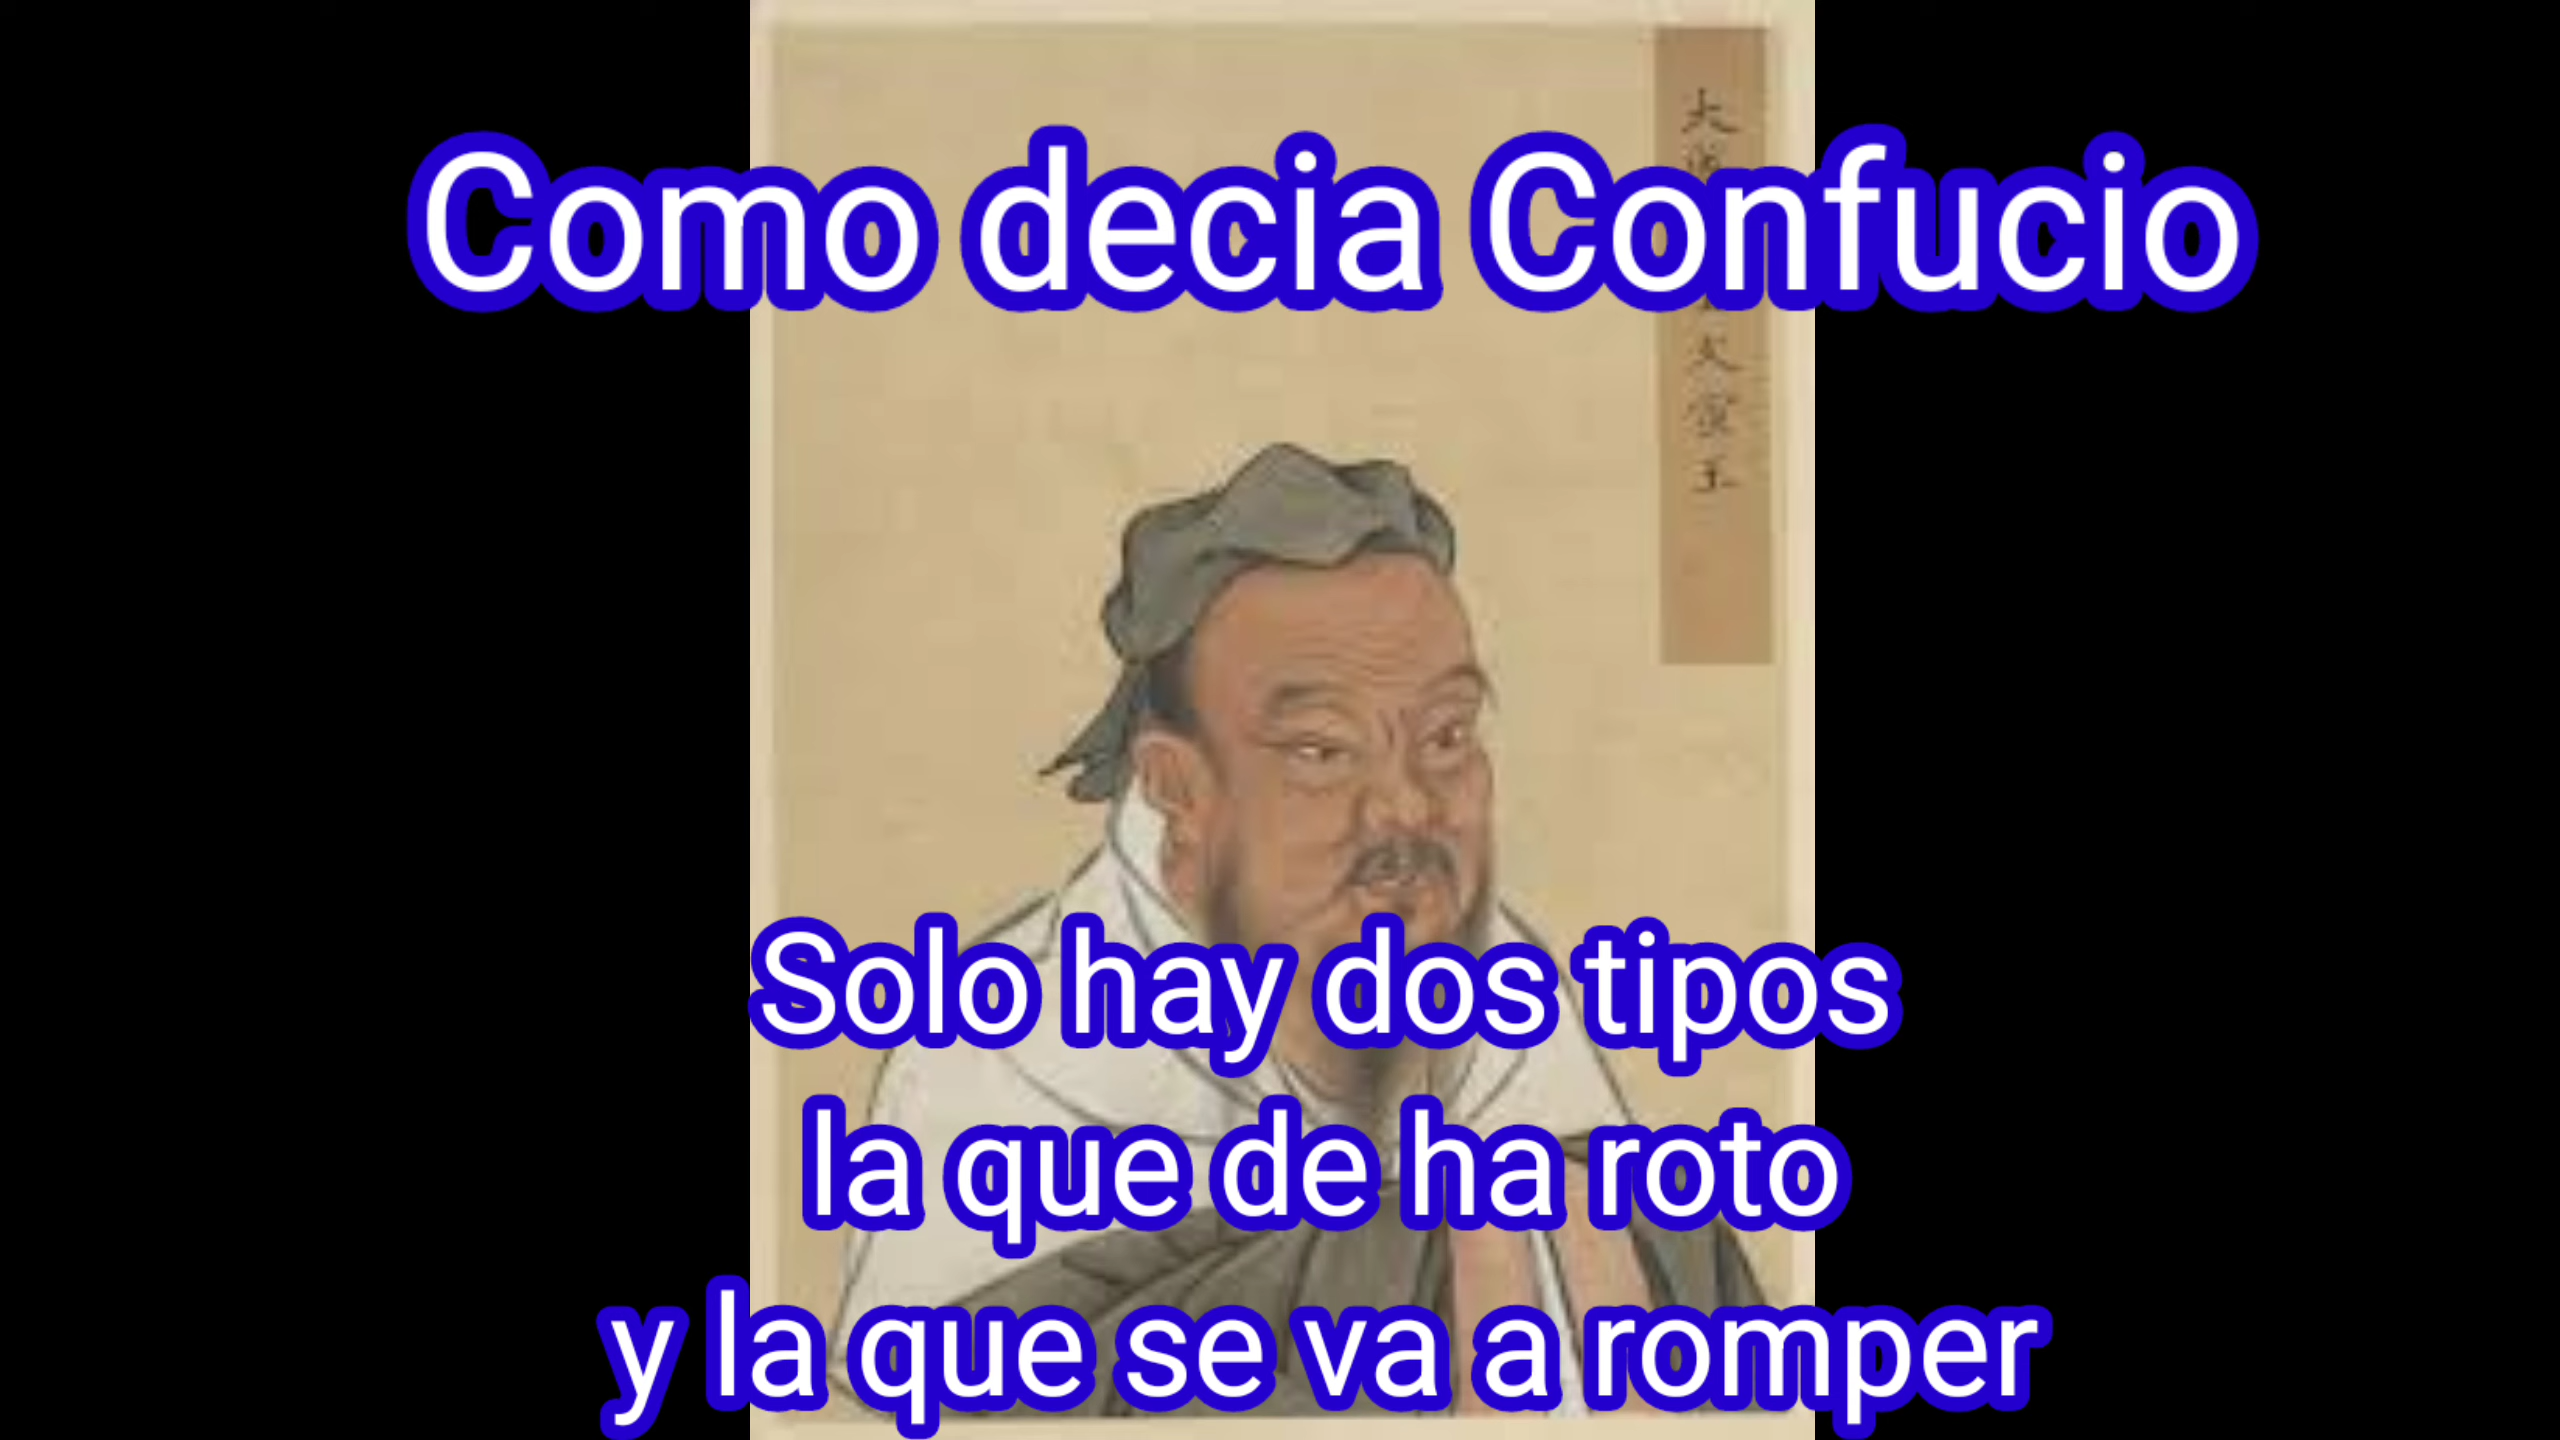 Como decia Confucio
Solo hay dos tipos
la que de ha roto
y la que se va a romper